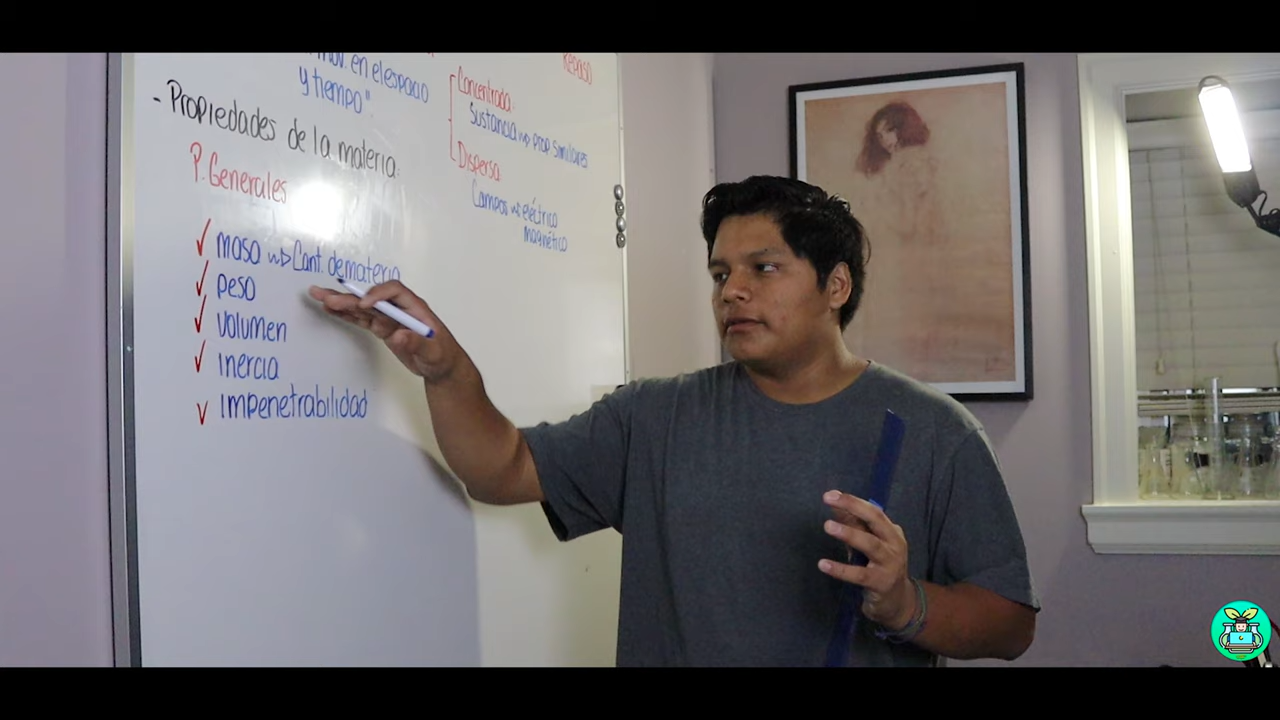 mov. en el espacio
y tiempo"
Repaso
Concentrada:
Sustancia prop. similares
Dispersa:
Campos eléctrico
magnético
- Propiedades de la materia:
P. Generales
✓ masa Cant. de materia
✓ peso
✓ volumen
✓ inercia
✓ impenetrabilidad